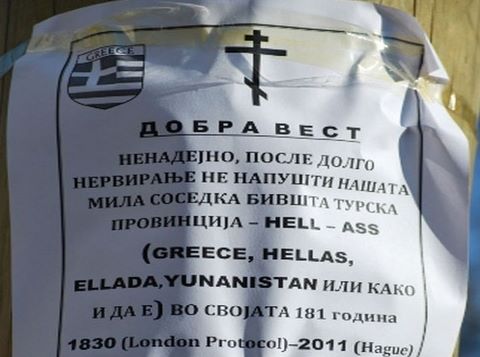 GREECE
ДОБРА ВЕСТ
НЕНАДЕЈНО, ПОСЛЕ ДОЛГО
НЕРВИРАЊЕ НЕ НАПУШТИ НАШАТА
МИЛА СОСЕДКА БИВШТА ТУРСКА
ПРОВИНЦИЈА – HELL – ASS
(GREECE, HELLAS,
ELLADA,YUNANISTAN ИЛИ КАКО
И ДА Е) ВО СВОЈАТА 181 година
1830 (London Protocol)–2011 (Hague)